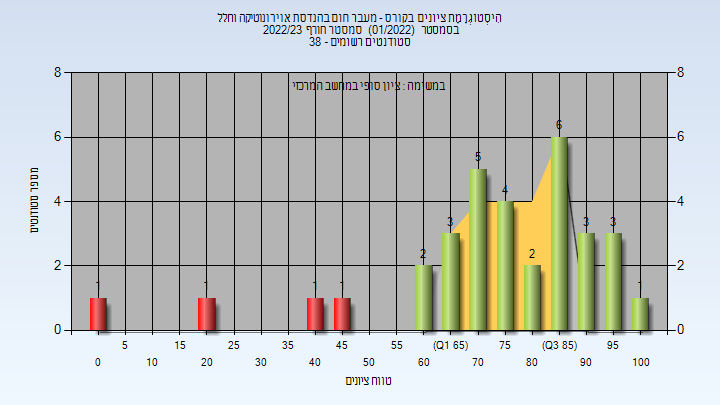 הִיסְטוֹגְרַמַת ציונים בקורס - מעבר חום בהנדסת אוירונוטיקה וחלל
בסמסטר (01/2022) סמסטר חורף 2022/23
סטודנטים רשומים - 38
במשימה : ציון סופי במחשב המרכזי
מספר סטודנטים
8 8
6 6
4 4
2 2
0 0
1 1 1 1 2 3 5 4 2 6 3 3 1
5 15 25 35 45 55 (Q1 65) 75 (Q3 85) 95
0 10 20 30 40 50 60 70 80 90 100
טווח ציונים